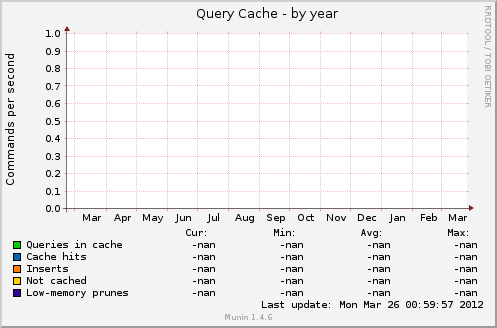 Query Cache - by year
RRDTOOL / TOBI OETIKER
Commands per second
1.0
0.9
0.8
0.7
0.6
0.5
0.4
0.3
0.2
0.1
0.0
Mar Apr May Jun Jul Aug Sep Oct Nov Dec Jan Feb Mar
Cur: Min: Avg: Max:
Queries in cache -nan -nan -nan -nan
Cache hits -nan -nan -nan -nan
Inserts -nan -nan -nan -nan
Not cached -nan -nan -nan -nan
Low-memory prunes -nan -nan -nan -nan
Last update: Mon Mar 26 00:59:57 2012
Munin 1.4.6